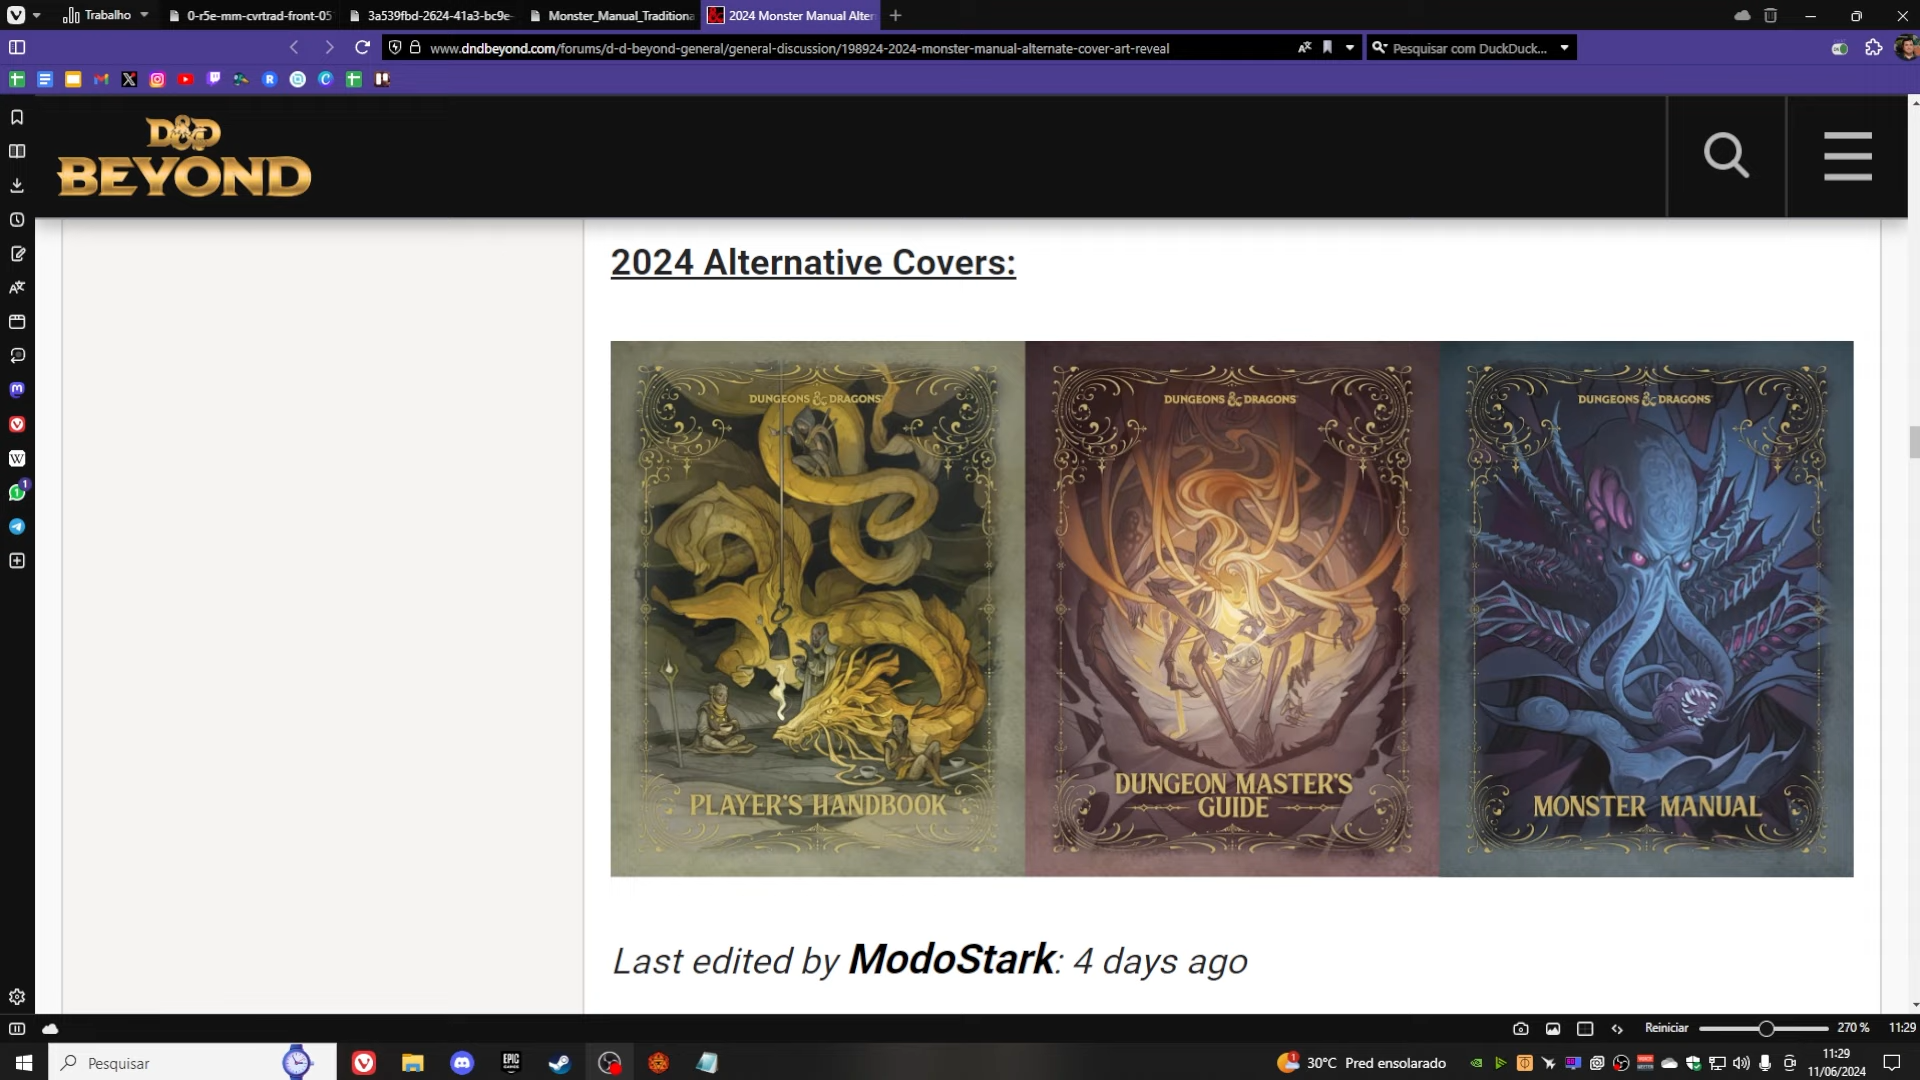 Trabalho
0-r5e-mm-cvrtrad-front-05
3a539fbd-2624-41a3-bc9e-
Monster_Manual_Traditiona
2024 Monster Manual Alter
www.dndbeyond.com/forums/d-d-beyond-general/general-discussion/198924-2024-monster-manual-alternate-cover-art-reveal
Pesquisar com DuckDuck...
D&D
BEYOND
2024 Alternative Covers:
DUNGEONS & DRAGONS
PLAYER'S HANDBOOK
DUNGEONS & DRAGONS
DUNGEON MASTER'S
GUIDE
DUNGEONS & DRAGONS
MONSTER MANUAL
Last edited by ModoStark: 4 days ago
Reiniciar
270 %
11:29
Pesquisar
EPIC
GAMES
30°C Pred ensolarado
11:29
11/06/2024